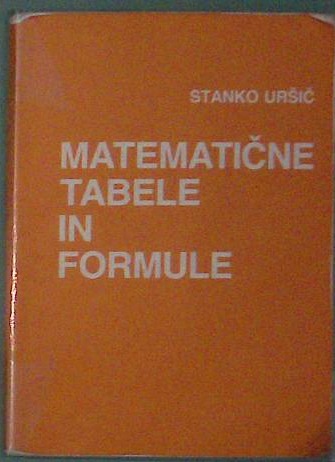 STANKO URŠIČ
MATEMATIČNE
TABELE
IN
FORMULE